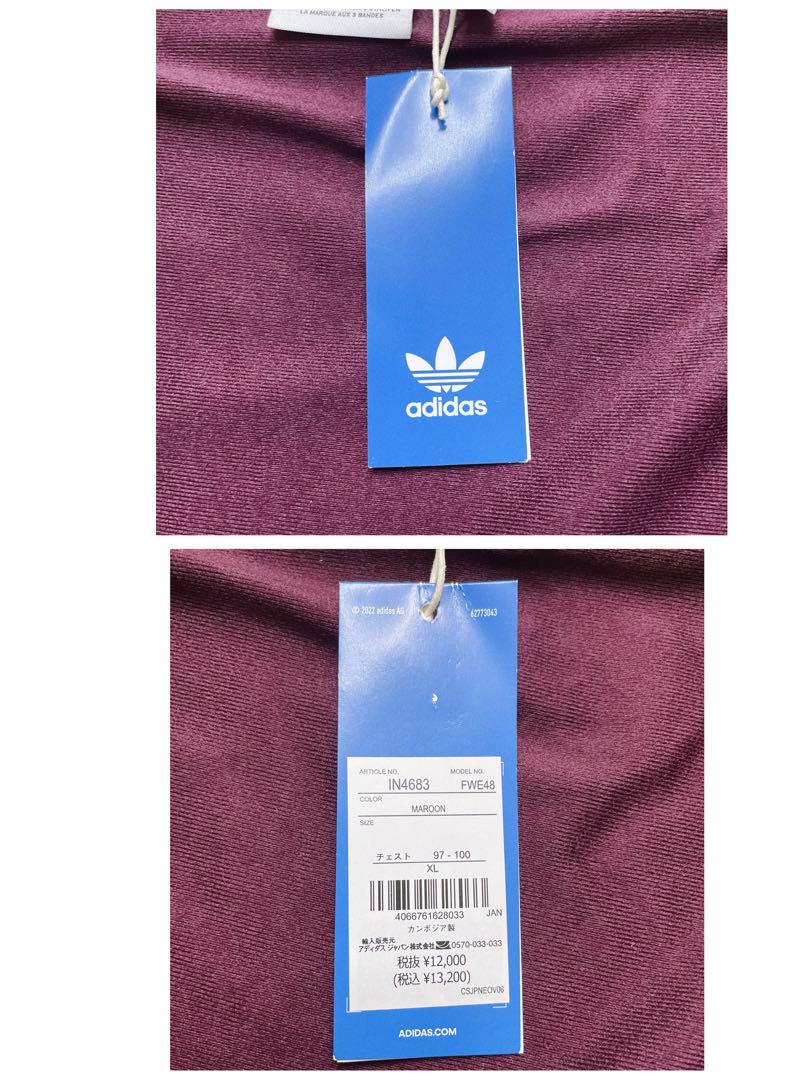 LA MARQUE AUX 3 BANDES
adidas
© 2022 adidas AG
62773043
ARTICLE NO.
MODEL NO.
IN4683
FWE48
COLOR
MAROON
SIZE
チェスト 97 - 100
XL
4066761628033 JAN
カンボジア製
輸入販売元
アディダス ジャパン株式会社 0570-033-033
税抜 ¥12,000
(税込 ¥13,200)
CSJPNEOV06
ADIDAS.COM